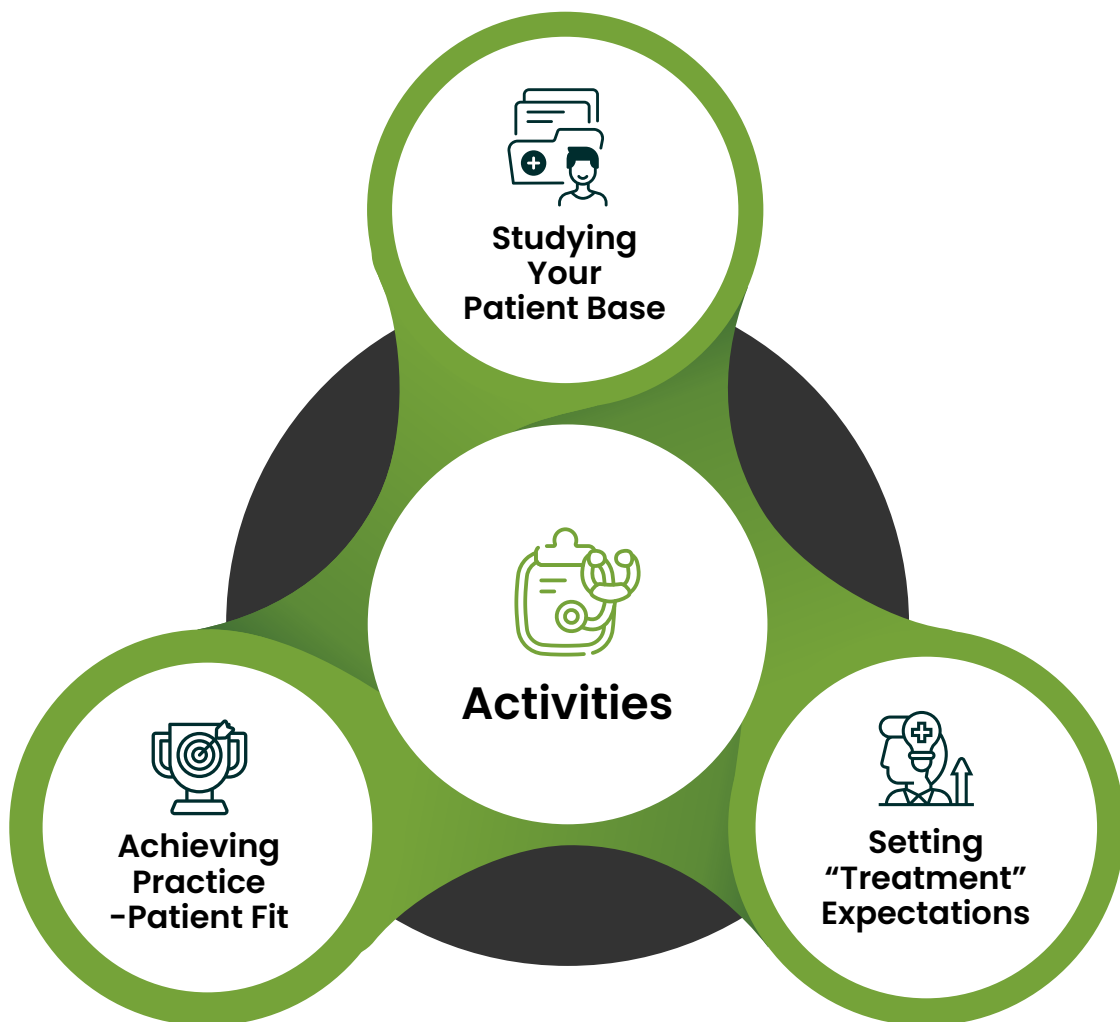 Studying
Your
Patient Base
Activities
Achieving
Practice
-Patient Fit
Setting
“Treatment”
Expectations